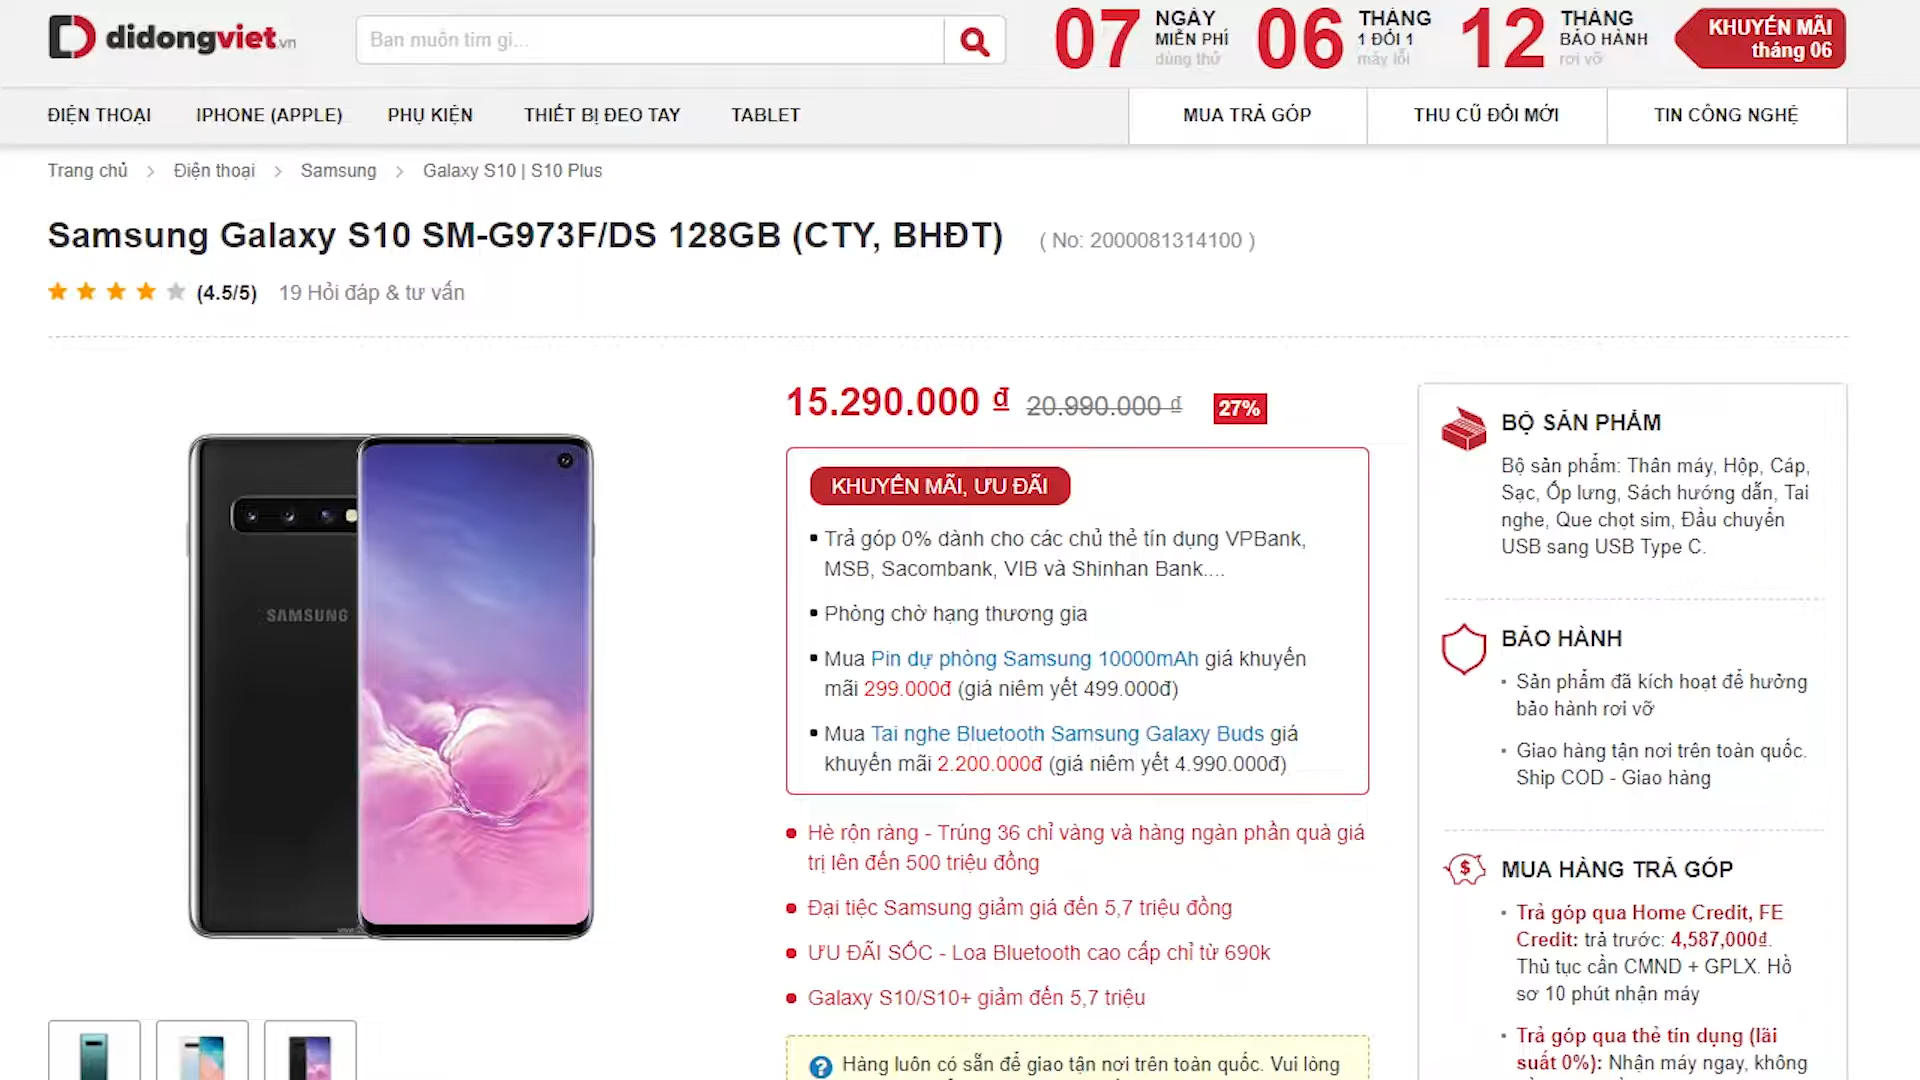 didongviet.vn
Bạn muốn tìm gì...
07 NGÀY MIỄN PHÍ dùng thử
06 THÁNG 1 ĐỔI 1 máy lỗi
12 THÁNG BẢO HÀNH rơi vỡ
KHUYẾN MÃI
tháng 06
ĐIỆN THOẠI IPHONE (APPLE) PHỤ KIỆN THIẾT BỊ ĐEO TAY TABLET MUA TRẢ GÓP THU CŨ ĐỔI MỚI TIN CÔNG NGHỆ
Trang chủ > Điện thoại > Samsung > Galaxy S10 | S10 Plus
Samsung Galaxy S10 SM-G973F/DS 128GB (CTY, BHĐT) ( No: 2000081314100 )
(4.5/5) 19 Hỏi đáp & tư vấn
SAMSUNG
15.290.000 ₫ 20.990.000 ₫ 27%
KHUYẾN MÃI, ƯU ĐÃI
Trả góp 0% dành cho các chủ thẻ tín dụng VPBank,
MSB, Sacombank, VIB và Shinhan Bank....
Phòng chờ hạng thương gia
Mua Pin dự phòng Samsung 10000mAh giá khuyến
mãi 299.000đ (giá niêm yết 499.000đ)
Mua Tai nghe Bluetooth Samsung Galaxy Buds giá
khuyến mãi 2.200.000đ (giá niêm yết 4.990.000đ)
Hè rộn ràng - Trúng 36 chỉ vàng và hàng ngàn phần quà giá
trị lên đến 500 triệu đồng
Đại tiệc Samsung giảm giá đến 5,7 triệu đồng
ƯU ĐÃI SỐC - Loa Bluetooth cao cấp chỉ từ 690k
Galaxy S10/S10+ giảm đến 5,7 triệu
Hàng luôn có sẵn để giao tận nơi trên toàn quốc. Vui lòng
BỘ SẢN PHẨM
Bộ sản phẩm: Thân máy, Hộp, Cáp,
Sạc, Ốp lưng, Sách hướng dẫn, Tai
nghe, Que chọt sim, Đầu chuyển
USB sang USB Type C.
BẢO HÀNH
Sản phẩm đã kích hoạt để hưởng
bảo hành rơi vỡ
Giao hàng tận nơi trên toàn quốc.
Ship COD - Giao hàng
MUA HÀNG TRẢ GÓP
Trả góp qua Home Credit, FE
Credit: trả trước: 4,587,000₫.
Thủ tục cần CMND + GPLX. Hồ
sơ 10 phút nhận máy
Trả góp qua thẻ tín dụng (lãi
suất 0%): Nhận máy ngay, không